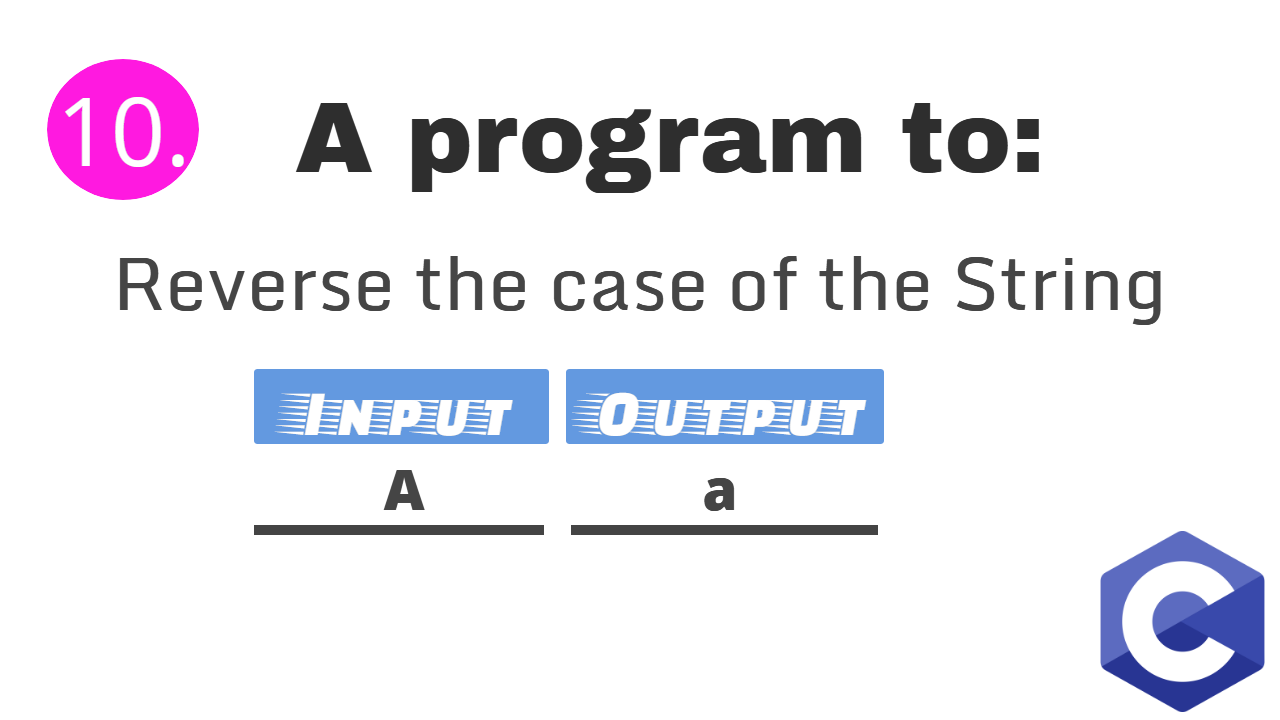 10.
A program to:
Reverse the case of the String
INPUT OUTPUT
A a
C